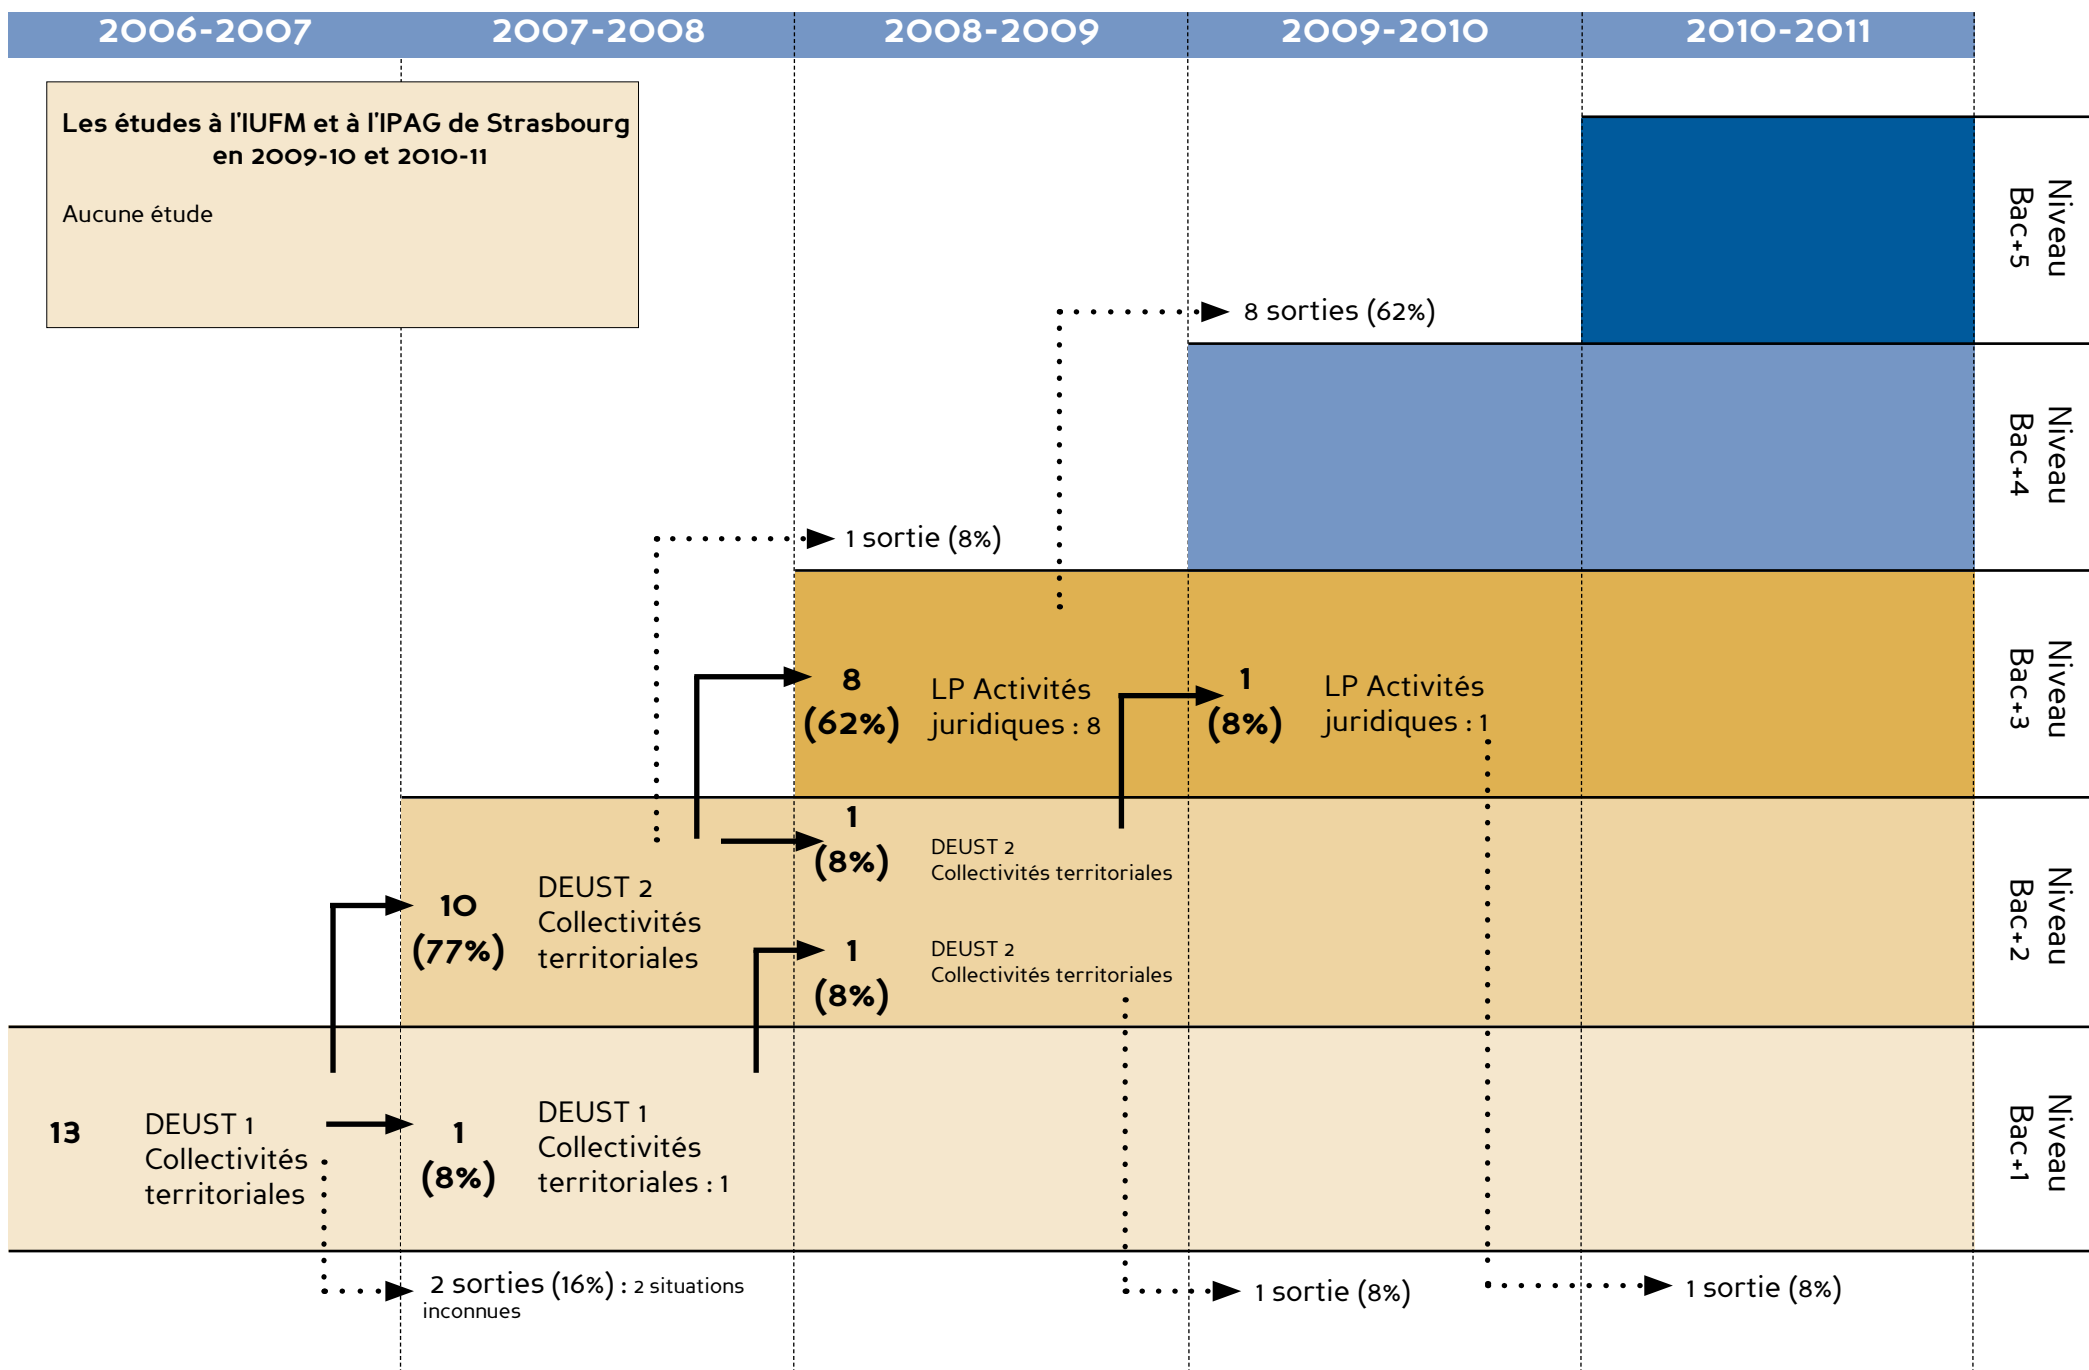 2006-2007
2007-2008
2008-2009
2009-2010
2010-2011
Les études à l'IUFM et à l'IPAG de Strasbourg
en 2009-10 et 2010-11
Aucune étude
Niveau
Bac+5
8 sorties (62%)
Niveau
Bac+4
1 sortie (8%)
8
(62%)
LP Activités
juridiques : 8
1
(8%)
LP Activités
juridiques : 1
Niveau
Bac+3
10
(77%)
DEUST 2
Collectivités
territoriales
1
(8%)
DEUST 2
Collectivités territoriales
1
(8%)
DEUST 2
Collectivités territoriales
Niveau
Bac+2
13
DEUST 1
Collectivités
territoriales
1
(8%)
DEUST 1
Collectivités
territoriales : 1
Niveau
Bac+1
2 sorties (16%) : 2 situations
inconnues
1 sortie (8%)
1 sortie (8%)